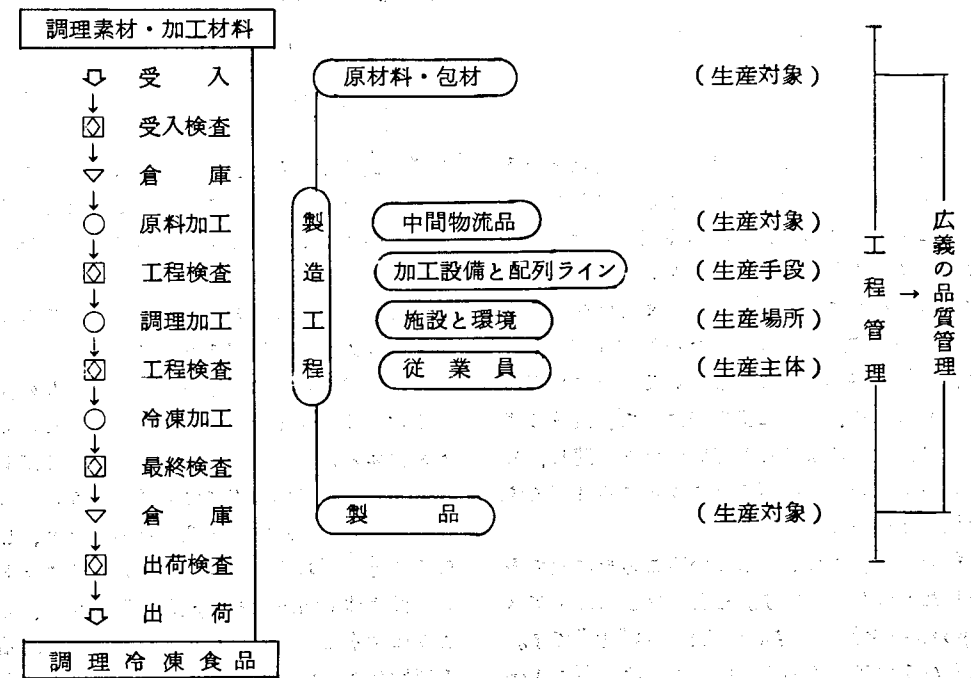 調理素材・加工材料
受入
受入検査
倉庫
原料加工
工程検査
調理加工
工程検査
冷凍加工
最終検査
倉庫
出荷検査
出荷
調理冷凍食品
原材料・包材
(生産対象)
製造工程
中間物流品
(生産対象)
加工設備と配列ライン
(生産手段)
施設と環境
(生産場所)
従業員
(生産主体)
製品
(生産対象)
工程管理
→
広義の品質管理